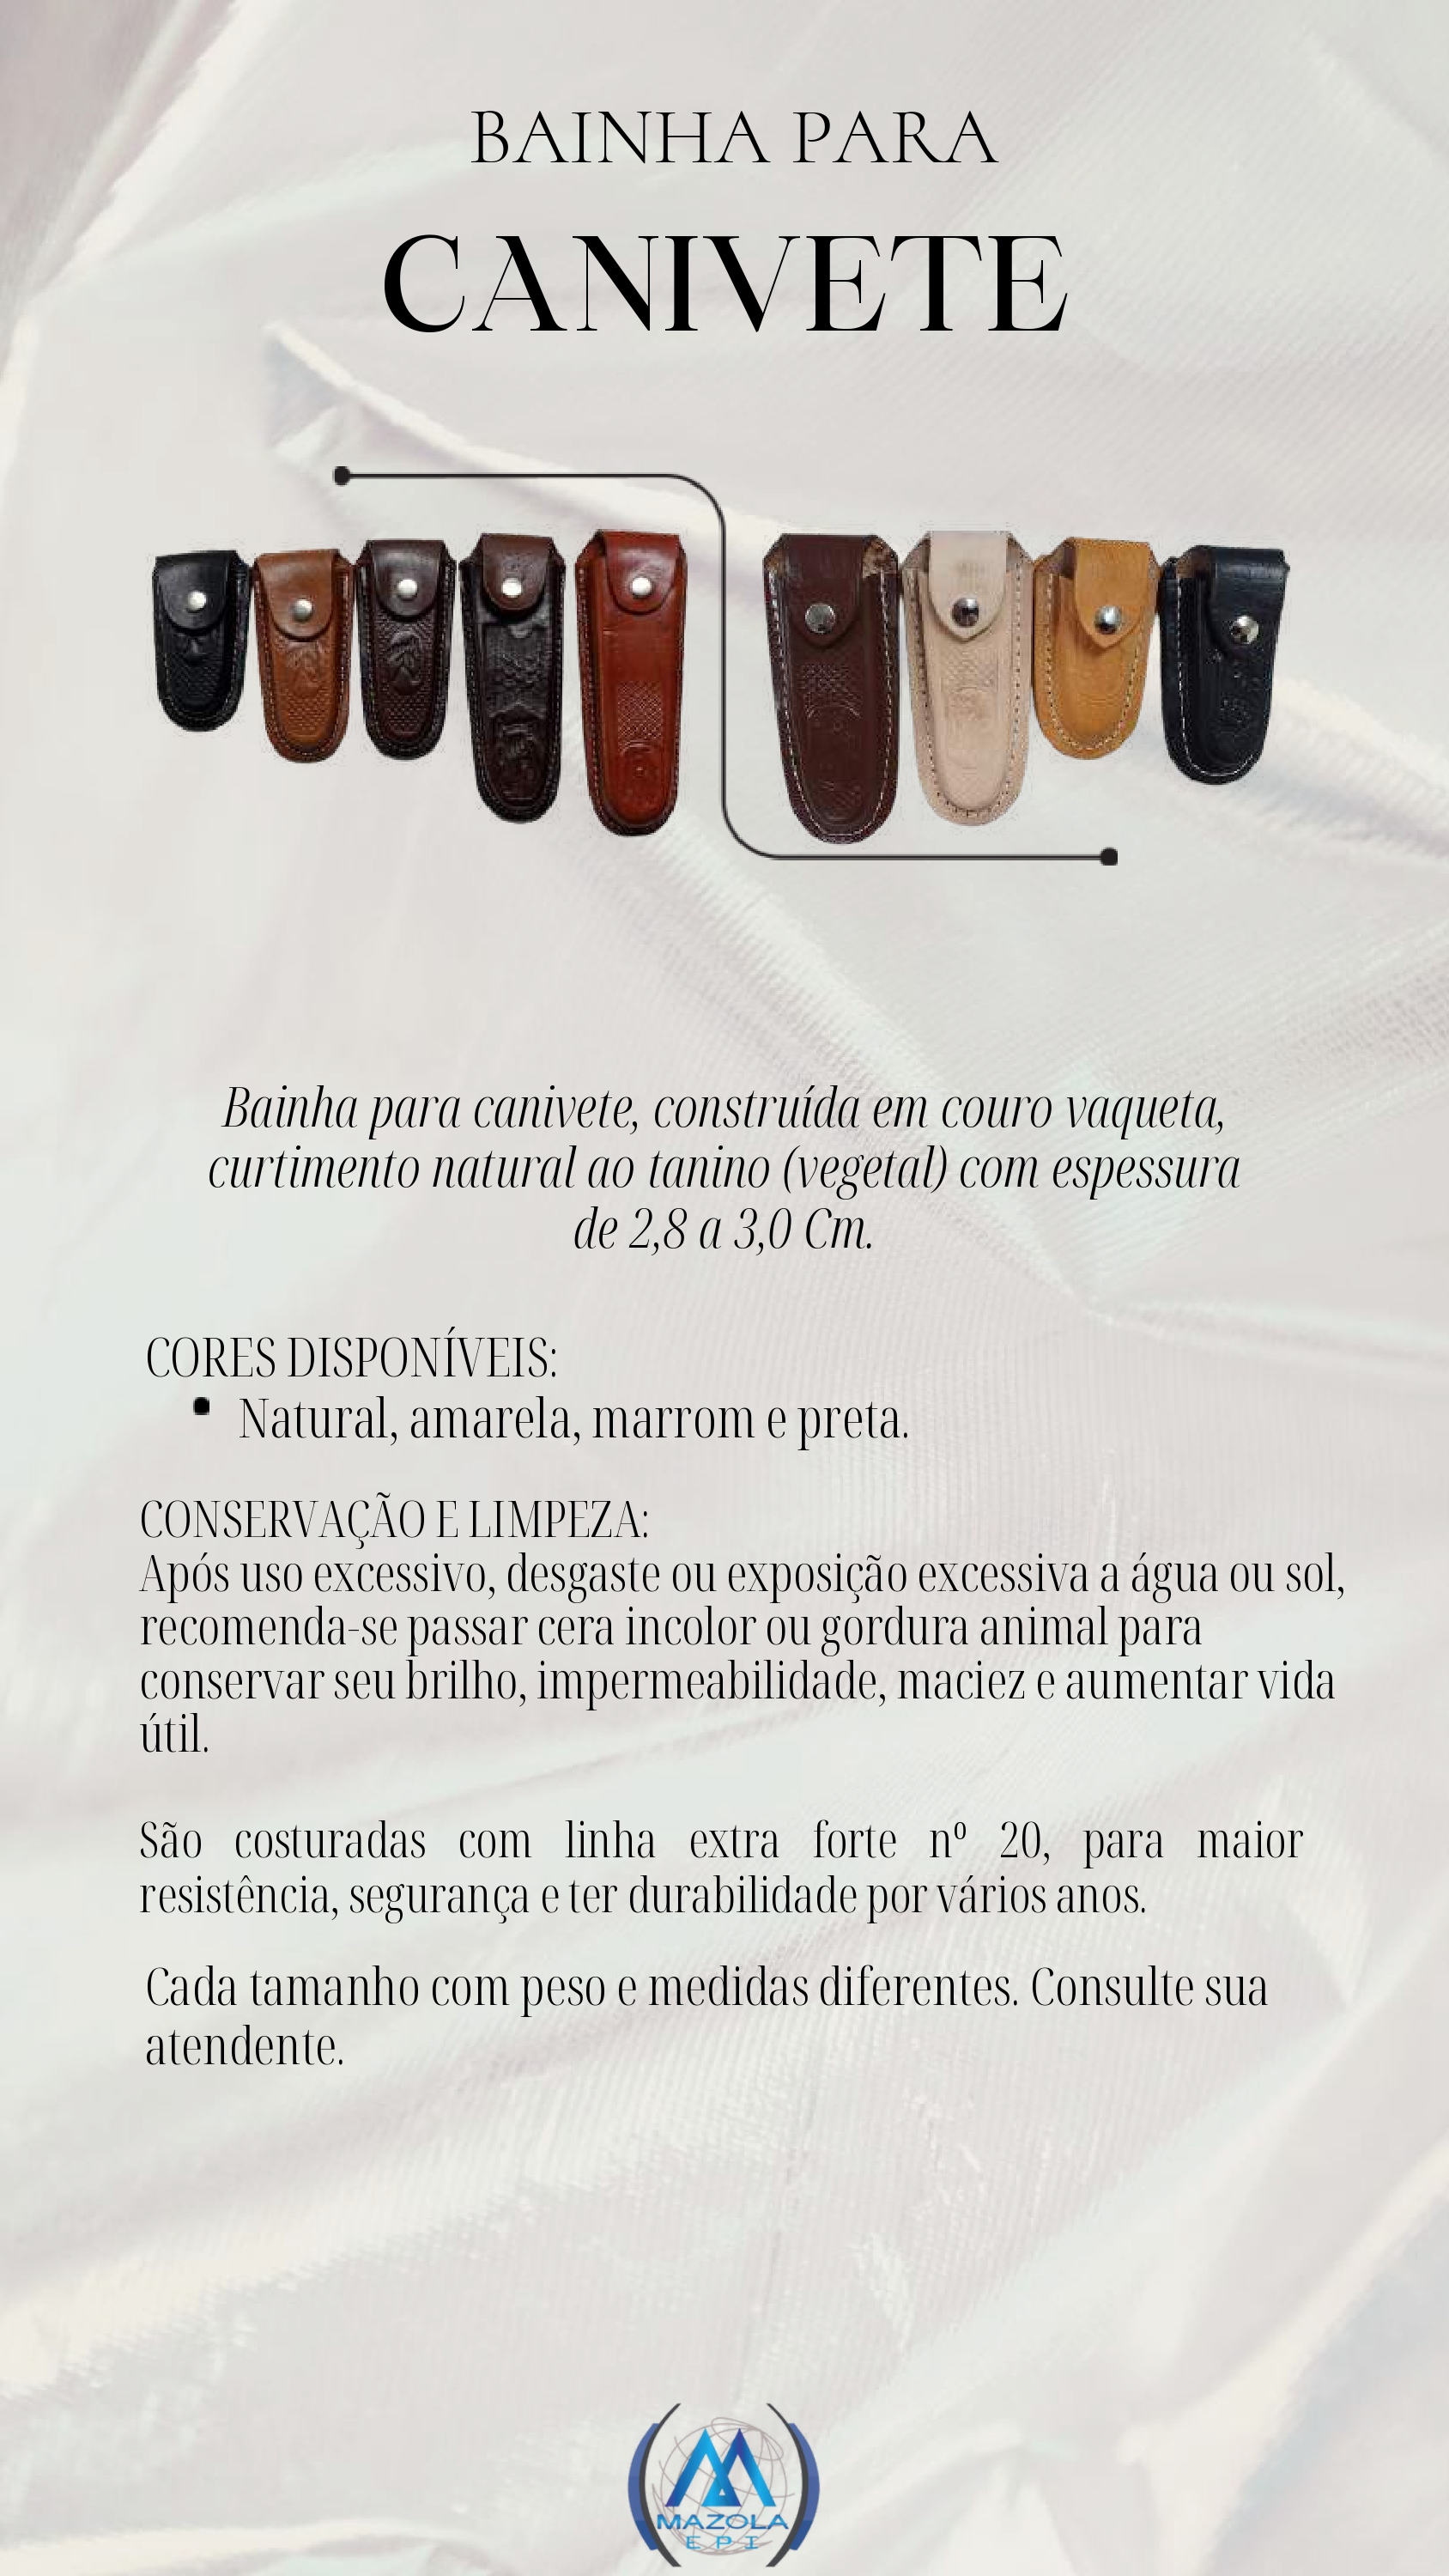 BAINHA PARA
CANIVETE
Bainha para canivete, construída em couro vaqueta,
curtimento natural ao tanino (vegetal) com espessura
de 2,8 a 3,0 Cm.
CORES DISPONÍVEIS:
Natural, amarela, marrom e preta.
CONSERVAÇÃO E LIMPEZA:
Após uso excessivo, desgaste ou exposição excessiva a água ou sol,
recomenda-se passar cera incolor ou gordura animal para
conservar seu brilho, impermeabilidade, maciez e aumentar vida
útil.
São costuradas com linha extra forte nº 20, para maior
resistência, segurança e ter durabilidade por vários anos.
Cada tamanho com peso e medidas diferentes. Consulte sua
atendente.
MAZOLA
EPI